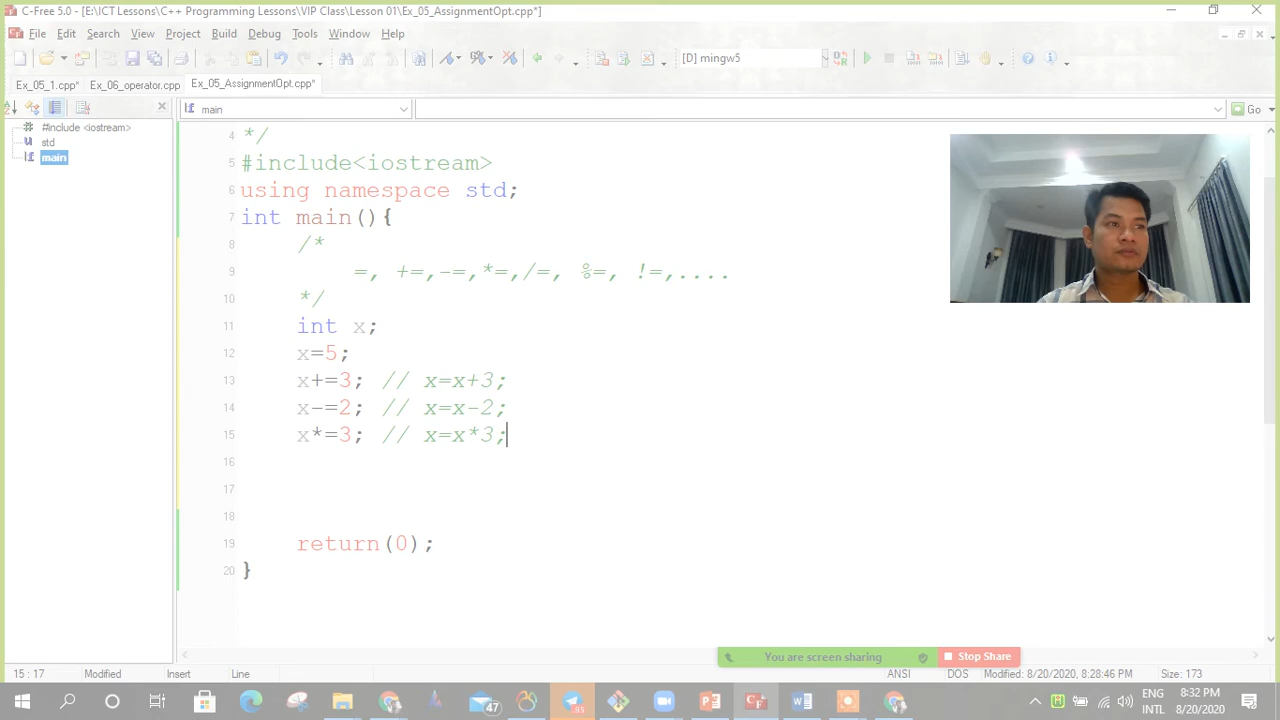 C-Free 5.0 - [E:\ICT Lessons\C++ Programming Lessons\VIP Class\Lesson 01\Ex_05_AssignmentOpt.cpp*]
File Edit Search View Project Build Debug Tools Window Help
[D] mingw5
Ex_05_1.cpp* Ex_06_operator.cpp Ex_05_AssignmentOpt.cpp*
main Go
#include <iostream>
std
main
4 */
5 #include<iostream>
6 using namespace std;
7 int main(){
8 /*
9 =, +=,-=,*=,/=, %=, !=,....
10 */
11 int x;
12 x=5;
13 x+=3; // x=x+3;
14 x-=2; // x=x-2;
15 x*=3; // x=x*3;
16
17
18
19 return(0);
20 }
You are screen sharing Stop Share
15 : 17 Modified Insert Line ANSI DOS Modified: 8/20/2020, 8:28:46 PM Size: 173
47 ENG 8:32 PM
INTL 8/20/2020